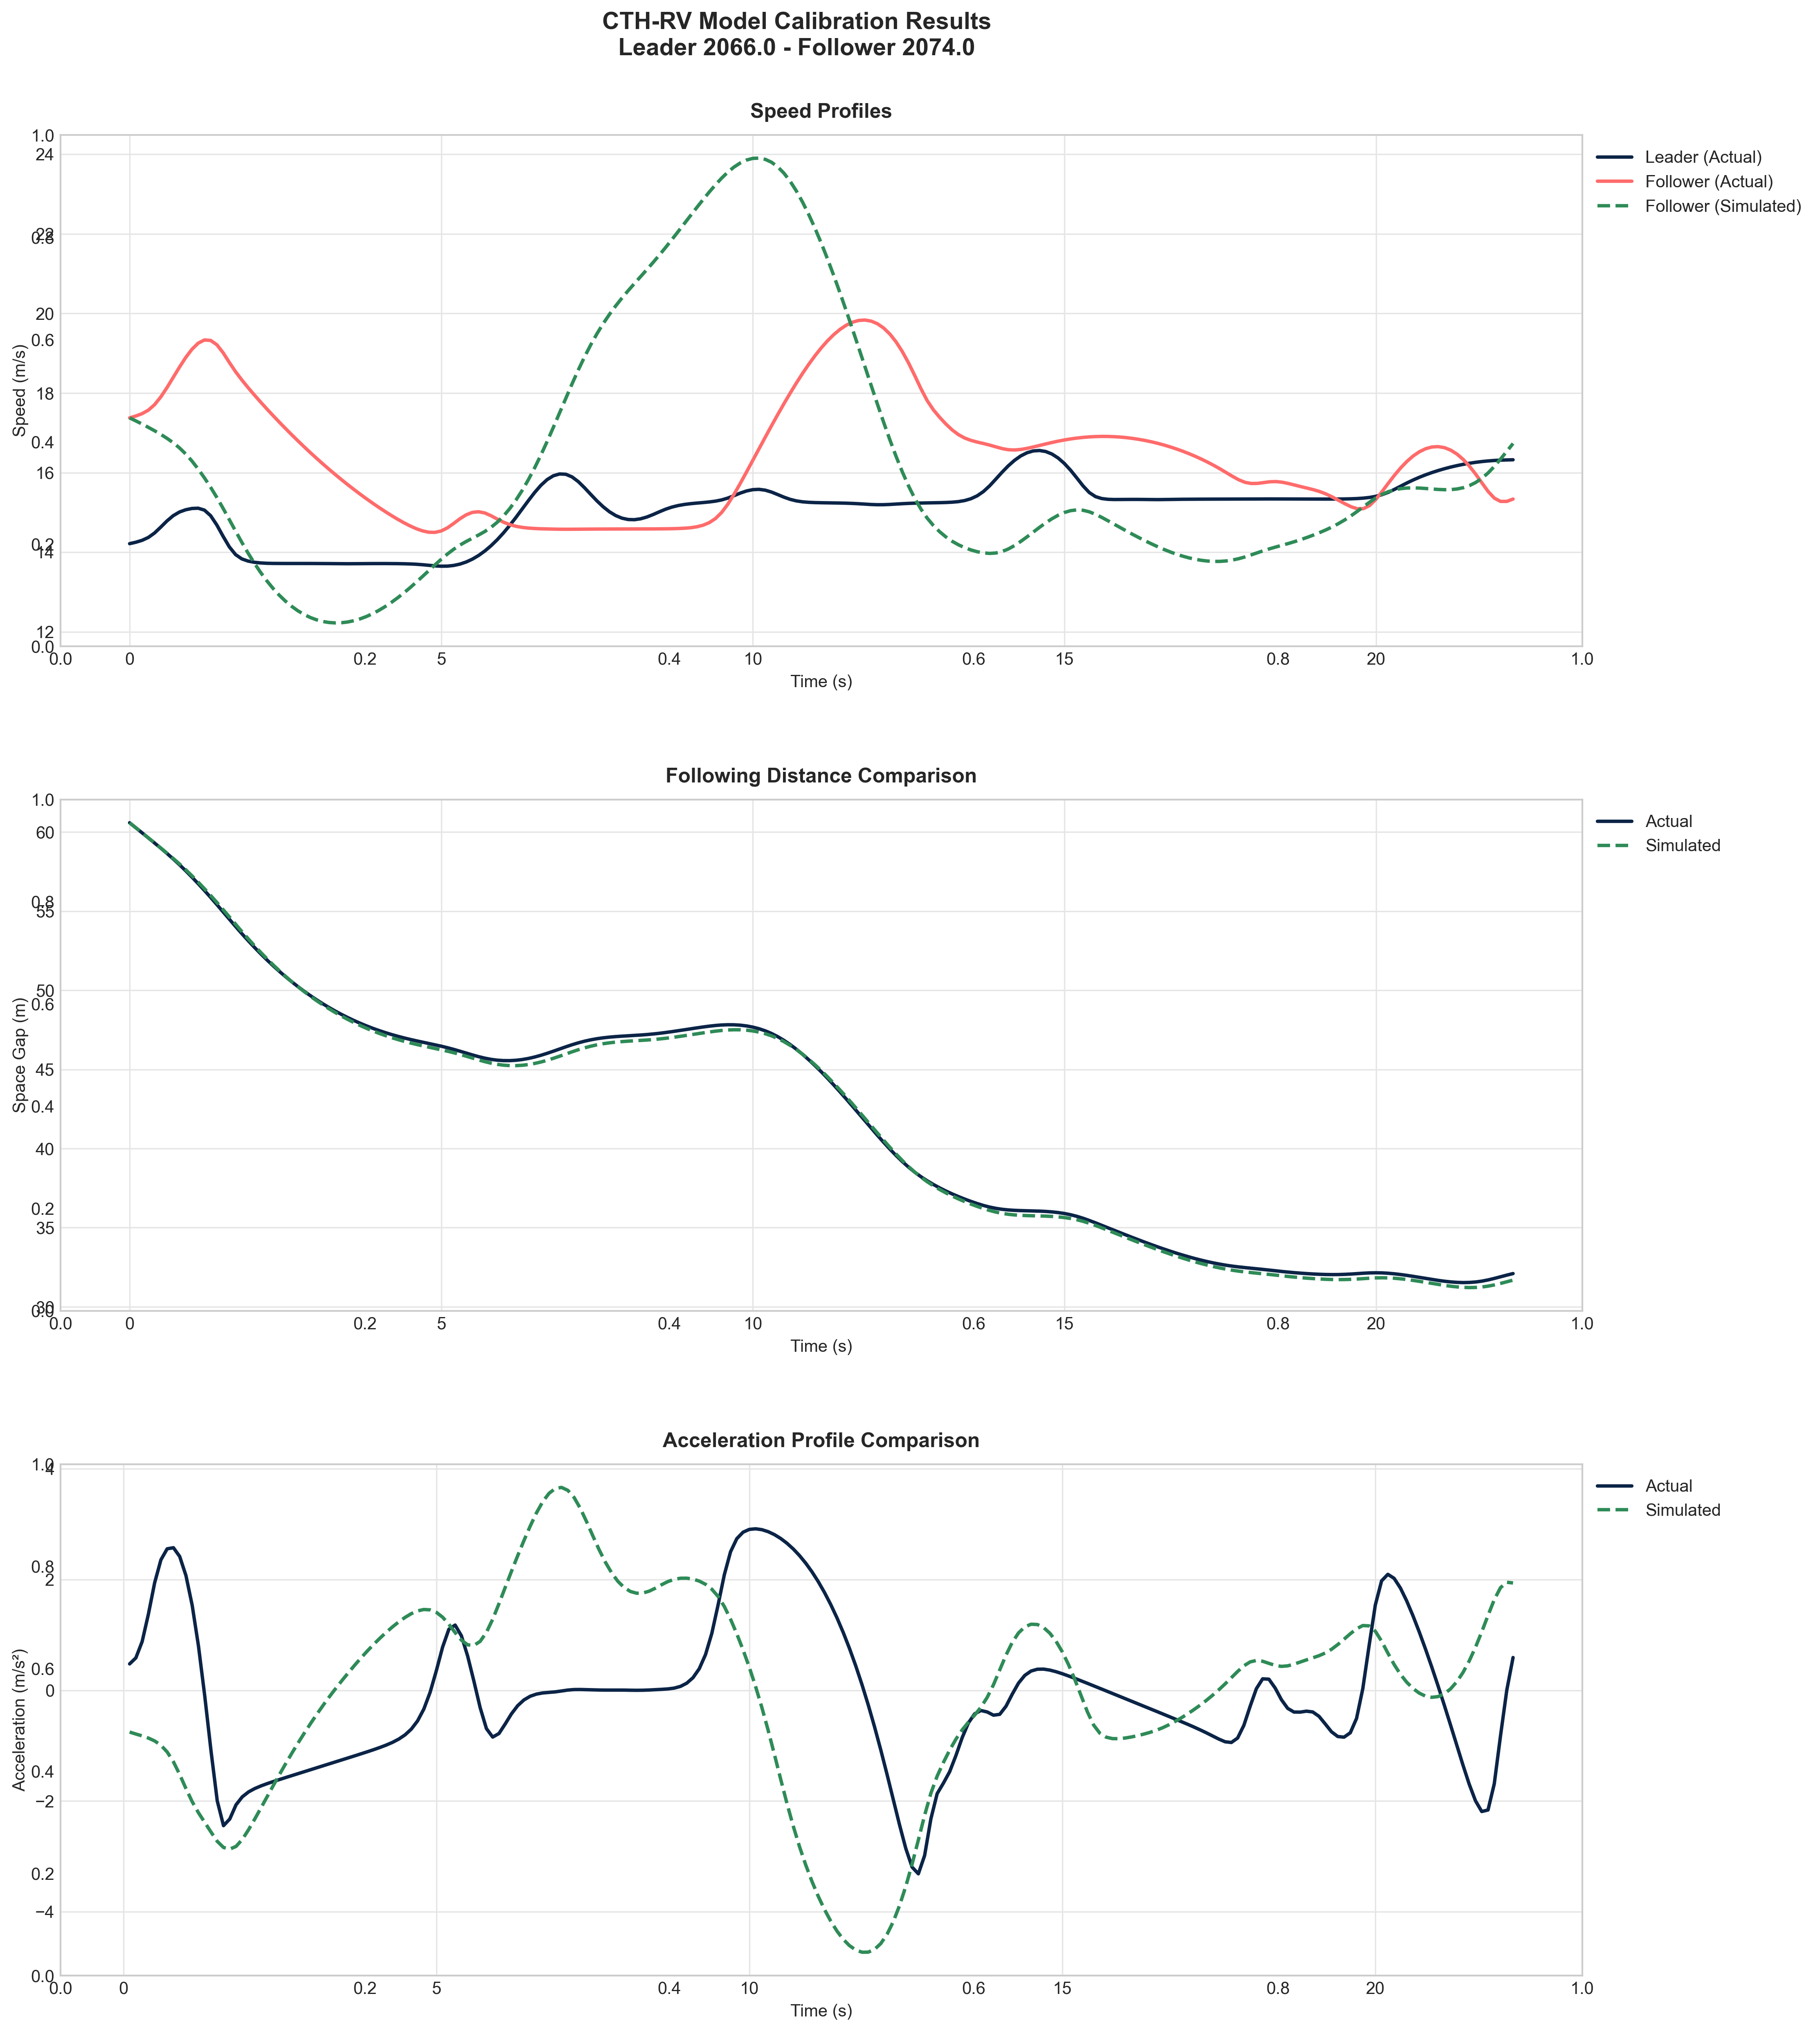 CTH-RV Model Calibration Results
Leader 2066.0 - Follower 2074.0
Speed Profiles
1.0
24
22
0.8
20
0.6
18
0.4
16
0.2
14
12
0.0
Speed (m/s)
0.0 0 0.2 5 0.4 10 0.6 15 0.8 20 1.0
Time (s)
Leader (Actual)
Follower (Actual)
Follower (Simulated)
Following Distance Comparison
1.0
60
0.8
55
50
0.6
45
0.4
40
0.2
35
30
0.0
Space Gap (m)
0.0 0 0.2 5 0.4 10 0.6 15 0.8 20 1.0
Time (s)
Actual
Simulated
Acceleration Profile Comparison
1.0
4
0.8
2
0.6
0
0.4
−2
0.2
−4
0.0
Acceleration (m/s²)
0.0 0 0.2 5 0.4 10 0.6 15 0.8 20 1.0
Time (s)
Actual
Simulated